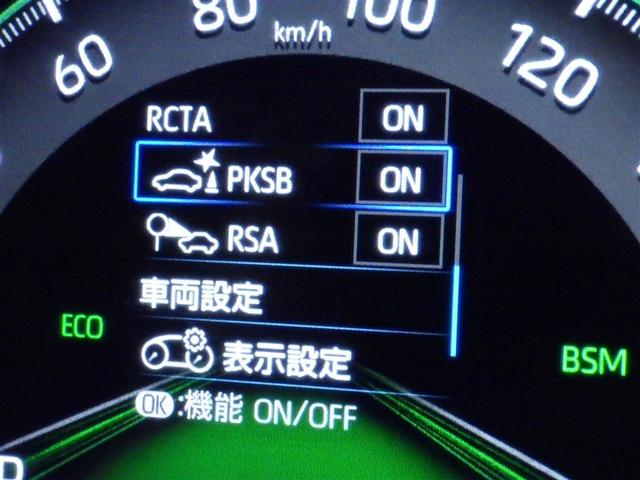 60 80 100 120
km/h
RCTA ON
PKSB ON
RSA ON
車両設定
ECO
表示設定
BSM
OK:機能 ON/OFF
P